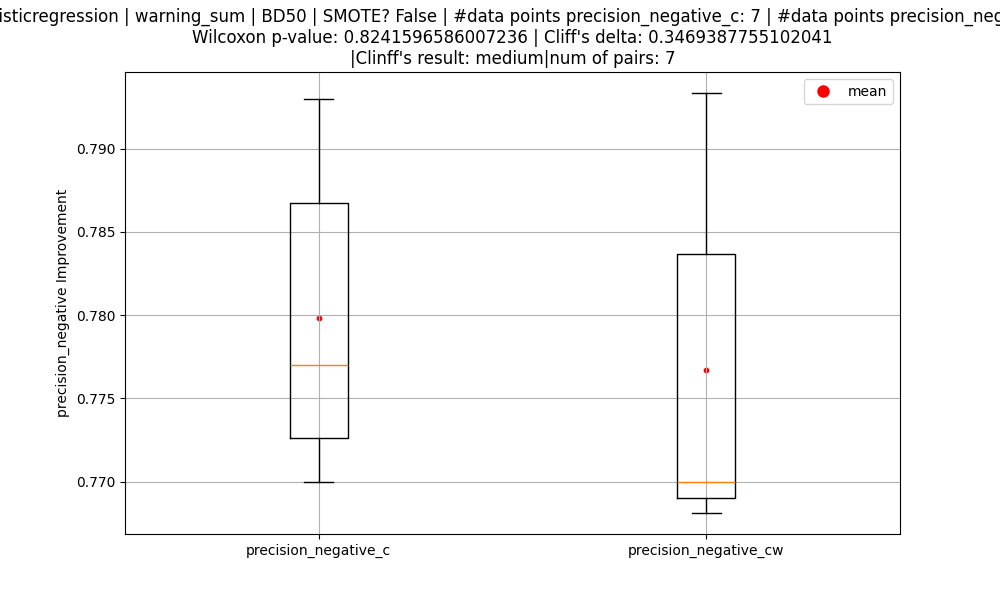 isticregression | warning_sum | BD50 | SMOTE? False | #data points precision_negative_c: 7 | #data points precision_neg
Wilcoxon p-value: 0.8241596586007236 | Cliff's delta: 0.3469387755102041
|Clinff's result: medium|num of pairs: 7
mean
0.790
0.785
0.780
0.775
0.770
precision_negative Improvement
precision_negative_c
precision_negative_cw